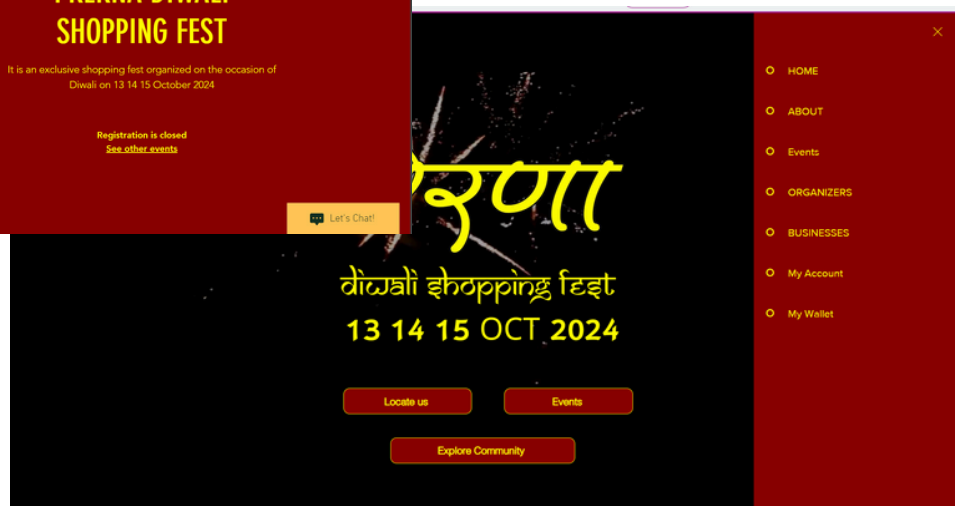 PRERNA DIWALI
SHOPPING FEST
It is an exclusive shopping fest organized on the occasion of
Diwali on 13 14 15 October 2024
Registration is closed
See other events
Let's Chat!
रणा
diwali shopping fest
13 14 15 OCT 2024
Locate us
Events
Explore Community
HOME
ABOUT
Events
ORGANIZERS
BUSINESSES
My Account
My Wallet